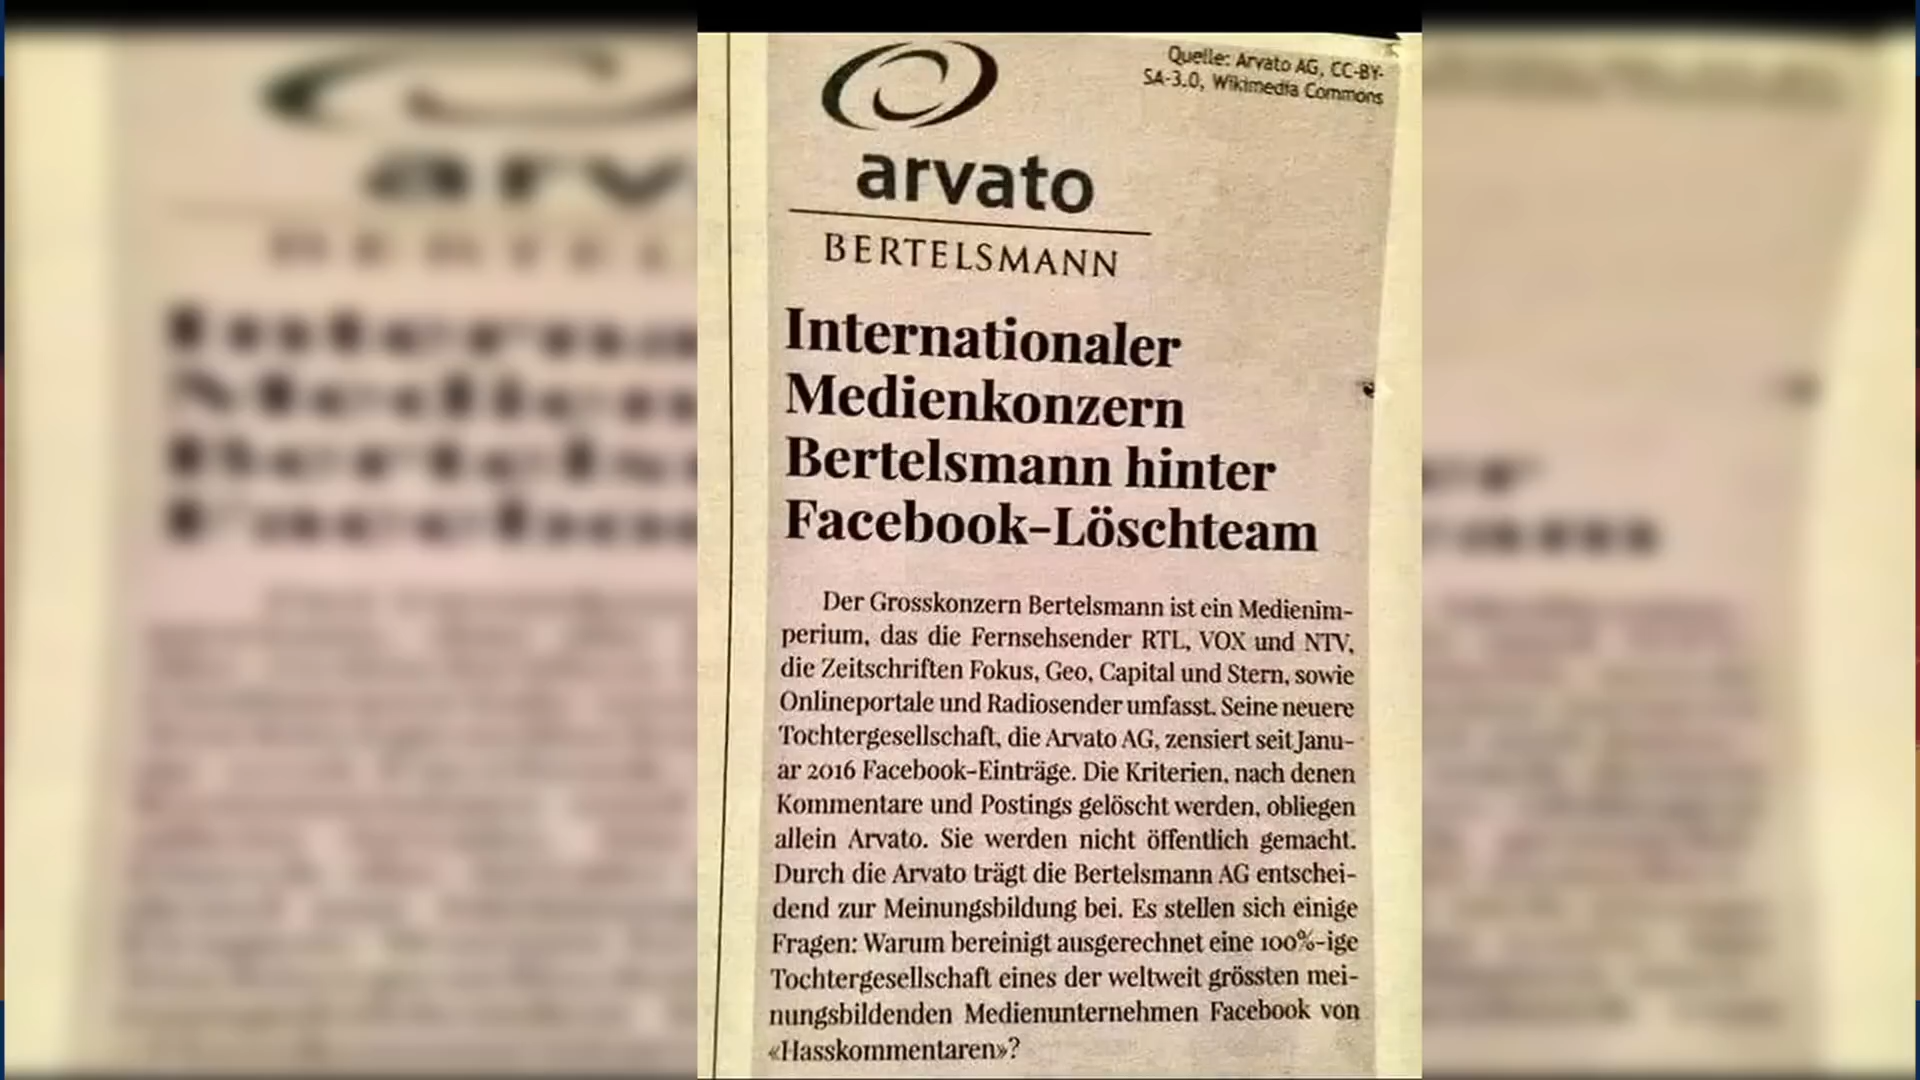 Quelle: Arvato AG, CC-BY-
SA-3.0, Wikimedia Commons
arvato
BERTELSMANN
Internationaler
Medienkonzern
Bertelsmann hinter
Facebook-Löschteam
Der Grosskonzern Bertelsmann ist ein Medienim-
perium, das die Fernsehsender RTL, VOX und NTV,
die Zeitschriften Fokus, Geo, Capital und Stern, sowie
Onlineportale und Radiosender umfasst. Seine neuere
Tochtergesellschaft, die Arvato AG, zensiert seit Janu-
ar 2016 Facebook-Einträge. Die Kriterien, nach denen
Kommentare und Postings gelöscht werden, obliegen
allein Arvato. Sie werden nicht öffentlich gemacht.
Durch die Arvato trägt die Bertelsmann AG entschei-
dend zur Meinungsbildung bei. Es stellen sich einige
Fragen: Warum bereinigt ausgerechnet eine 100%-ige
Tochtergesellschaft eines der weltweit grössten mei-
nungsbildenden Medienunternehmen Facebook von
«Hasskommentaren»?